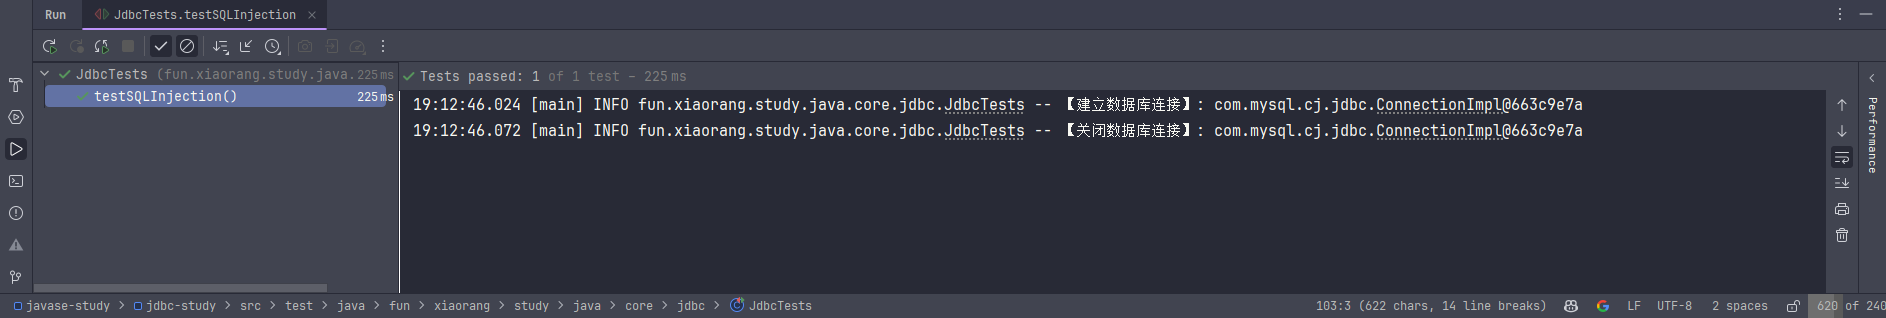 Run JdbcTests.testSQLInjection
JdbcTests (fun.xiaorang.study.java. 225 ms
testSQLInjection() 225 ms
Tests passed: 1 of 1 test – 225 ms
19:12:46.024 [main] INFO fun.xiaorang.study.java.core.jdbc.JdbcTests -- 【建立数据库连接】: com.mysql.cj.jdbc.ConnectionImpl@663c9e7a
19:12:46.072 [main] INFO fun.xiaorang.study.java.core.jdbc.JdbcTests -- 【关闭数据库连接】: com.mysql.cj.jdbc.ConnectionImpl@663c9e7a
Performance
javase-study > jdbc-study > src > test > java > fun > xiaorang > study > java > core > jdbc > JdbcTests
103:3 (622 chars, 14 line breaks) LF UTF-8 2 spaces 620 of 240